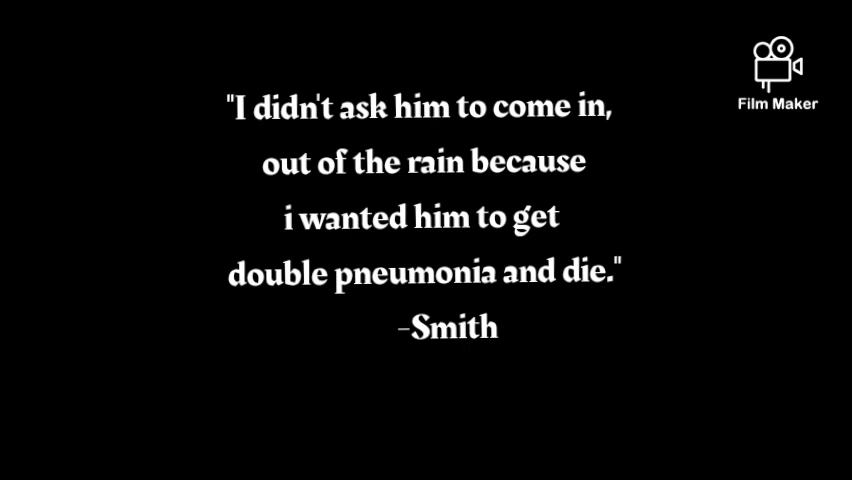 "I didn't ask him to come in,
out of the rain because
i wanted him to get
double pneumonia and die."
-Smith
Film Maker